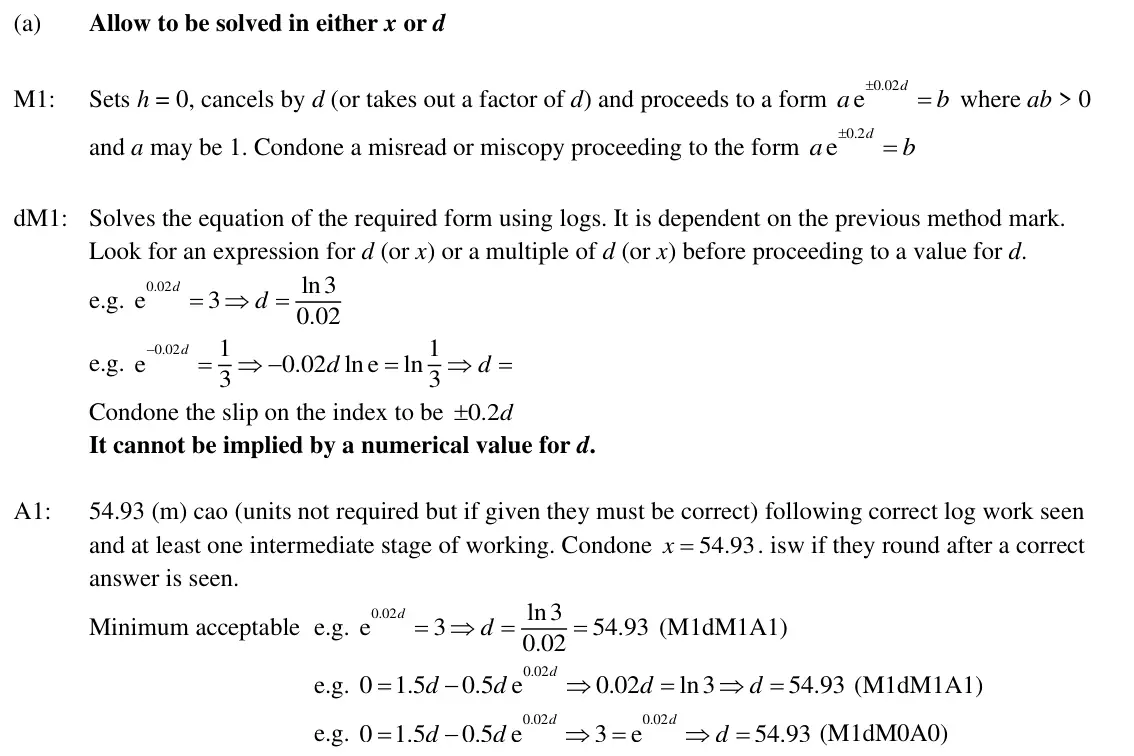 (a) Allow to be solved in either x or d
M1: Sets h = 0, cancels by d (or takes out a factor of d) and proceeds to a form a e^{±0.02d} = b where ab > 0
and a may be 1. Condone a misread or miscopy proceeding to the form a e^{±0.2d} = b
dM1: Solves the equation of the required form using logs. It is dependent on the previous method mark.
Look for an expression for d (or x) or a multiple of d (or x) before proceeding to a value for d.
e.g. e^{0.02d} = 3 ⇒ d = \frac{ln 3}{0.02}
e.g. e^{−0.02d} = \frac{1}{3} ⇒ −0.02d ln e = ln \frac{1}{3} ⇒ d =
Condone the slip on the index to be ±0.2d
It cannot be implied by a numerical value for d.
A1: 54.93 (m) cao (units not required but if given they must be correct) following correct log work seen
and at least one intermediate stage of working. Condone x = 54.93. isw if they round after a correct
answer is seen.
Minimum acceptable e.g. e^{0.02d} = 3 ⇒ d = \frac{ln 3}{0.02} = 54.93 (M1dM1A1)
e.g. 0 = 1.5d − 0.5d e^{0.02d} ⇒ 0.02d = ln 3 ⇒ d = 54.93 (M1dM1A1)
e.g. 0 = 1.5d − 0.5d e^{0.02d} ⇒ 3 = e^{0.02d} ⇒ d = 54.93 (M1dM0A0)